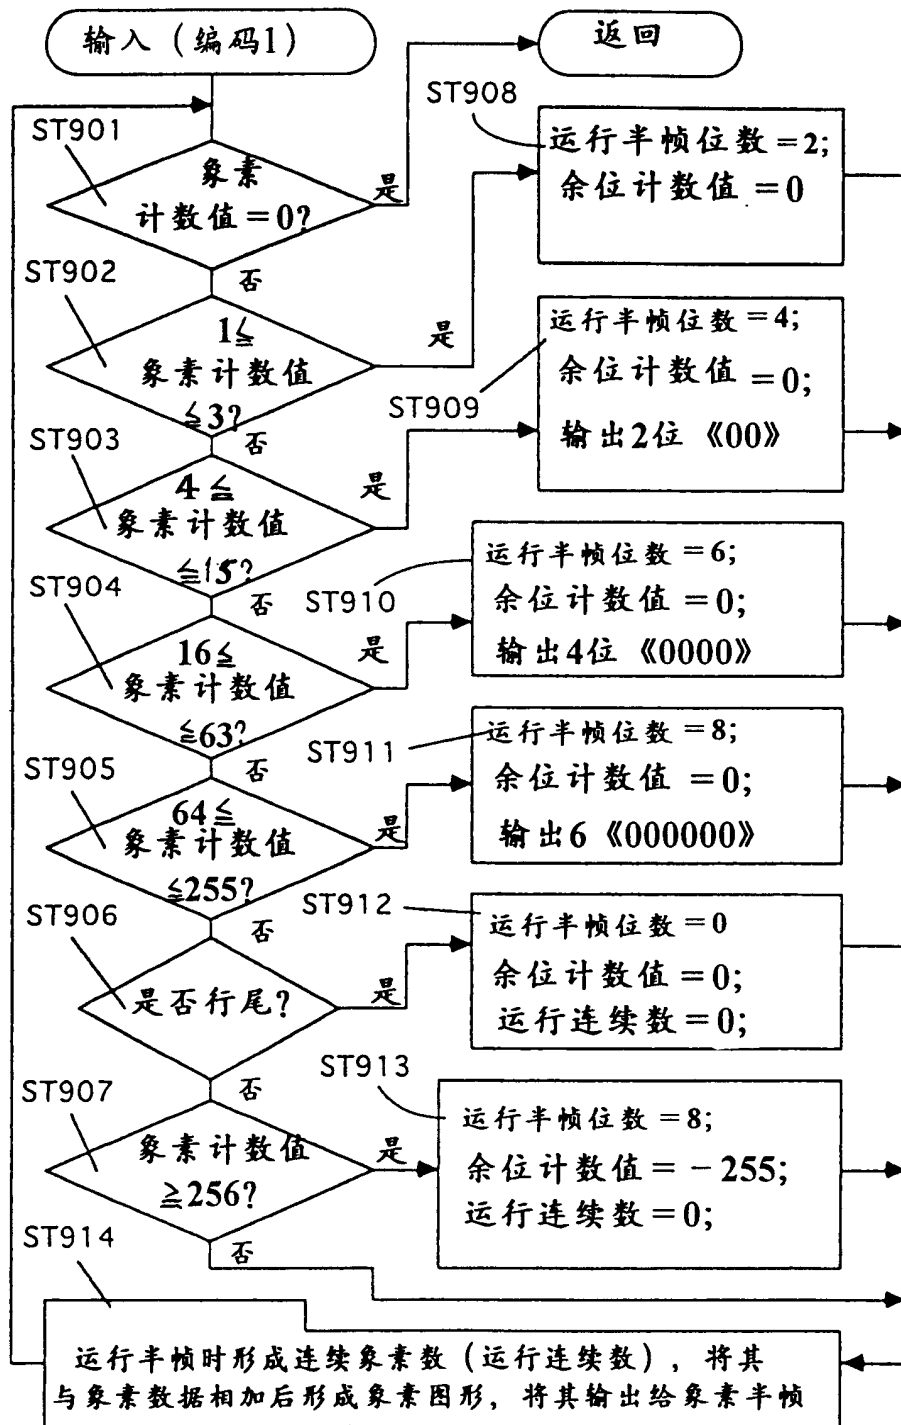 输入（编码1）
返回
ST908
ST901
象素
计数值=0?
是
运行半帧位数=2;
余位计数值=0
ST902
否
1≦
象素计数值
≦3?
是
ST909
运行半帧位数=4;
余位计数值=0;
输出2位《00》
ST903
否
4≦
象素计数值
≦15?
是
ST910
运行半帧位数=6;
余位计数值=0;
输出4位《0000》
ST904
否
16≦
象素计数值
≦63?
是
ST911
运行半帧位数=8;
余位计数值=0;
输出6《000000》
ST905
否
64≦
象素计数值
≦255?
是
ST912
运行半帧位数=0
余位计数值=0;
运行连续数=0;
ST906
否
是否行尾?
是
ST913
运行半帧位数=8;
余位计数值=－255;
运行连续数=0;
ST907
否
象素计数值
≧256?
是
ST914
否
运行半帧时形成连续象素数（运行连续数），将其
与象素数据相加后形成象素图形，将其输出给象素半帧